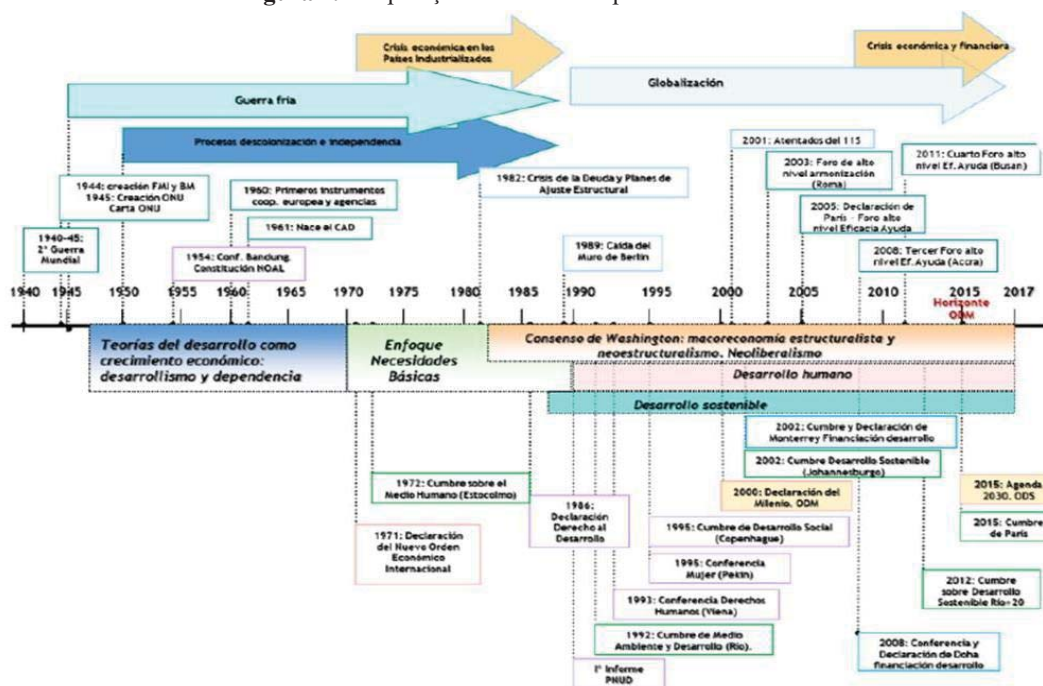 Crisis económica en los
Países Industrializados
Crisis económica y financiera
Guerra fría
Globalización
Procesos descolonización e independencia
2001: Atentados del 11S
2003: Foro de alto
nivel armonización
(Roma)
2011: Cuarto Foro alto
nivel Ef. Ayuda (Busan)
1944: creación FMI y BM
1945: Creación ONU
Carta ONU
1960: Primeros instrumentos
coop. europea y agencias
1982: Crisis de la Deuda y Planes de
Ajuste Estructural
2005: Declaración de
París - Foro alto
nivel Eficacia Ayuda
1940-45:
2ª Guerra
Mundial
1961: Nace el CAD
1954: Conf. Bandung.
Constitución NOAL
1989: Caída del
Muro de Berlín
2008: Tercer Foro alto
nivel Ef. Ayuda (Accra)
1940 1945 1950 1955 1960 1965 1970 1975 1981 1985 1990 1995 2000 2005 2010 2015 2017
Horizonte
ODM
Teorías del desarrollo como
crecimiento económico:
desarrollismo y dependencia
Enfoque
Necesidades
Básicas
Consenso de Washington: macroeconomía estructuralista y
neoestructuralismo. Neoliberalismo
Desarrollo humano
Desarrollo sostenible
2002: Cumbre y Declaración de
Monterrey Financiación desarrollo
2002: Cumbre Desarrollo Sostenible
(Johannesburgo)
1972: Cumbre sobre el
Medio Humano (Estocolmo)
2000: Declaración del
Milenio. ODM
2015: Agenda
2030. ODS
1986:
Declaración
Derecho al
Desarrollo
1995: Cumbre de Desarrollo Social
(Copenhague)
2015: Cumbre
de París
1971: Declaración
del Nuevo Orden
Económico
Internacional
1995: Conferencia
Mujer (Pekín)
1993: Conferencia Derechos
Humanos (Viena)
2012: Cumbre
sobre Desarrollo
Sostenible Río+20
1992: Cumbre de Medio
Ambiente y Desarrollo (Río).
2008: Conferencia y
Declaración de Doha
financiación desarrollo
1º Informe
PNUD